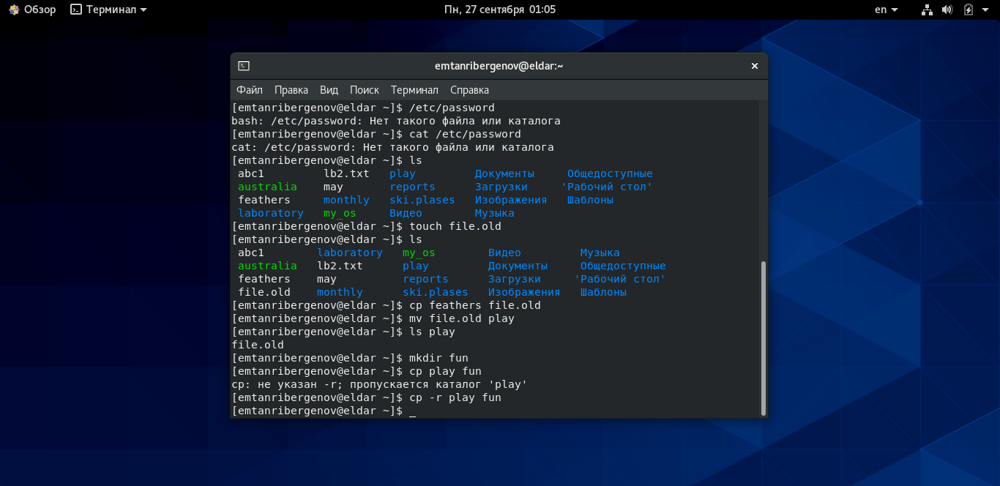 Обзор Терминал Пн, 27 сентября 01:05 en
emtanribergenov@eldar:~
Файл Правка Вид Поиск Терминал Справка
[emtanribergenov@eldar ~]$ /etc/password
bash: /etc/password: Нет такого файла или каталога
[emtanribergenov@eldar ~]$ cat /etc/password
cat: /etc/password: Нет такого файла или каталога
[emtanribergenov@eldar ~]$ ls
abc1 lb2.txt play Документы Общедоступные
australia may reports Загрузки 'Рабочий стол'
feathers monthly ski.plases Изображения Шаблоны
laboratory my_os Видео Музыка
[emtanribergenov@eldar ~]$ touch file.old
[emtanribergenov@eldar ~]$ ls
abc1 laboratory my_os Видео Музыка
australia lb2.txt play Документы Общедоступные
feathers may reports Загрузки 'Рабочий стол'
file.old monthly ski.plases Изображения Шаблоны
[emtanribergenov@eldar ~]$ cp feathers file.old
[emtanribergenov@eldar ~]$ mv file.old play
[emtanribergenov@eldar ~]$ ls play
file.old
[emtanribergenov@eldar ~]$ mkdir fun
[emtanribergenov@eldar ~]$ cp play fun
cp: не указан -r; пропускается каталог 'play'
[emtanribergenov@eldar ~]$ cp -r play fun
[emtanribergenov@eldar ~]$ _